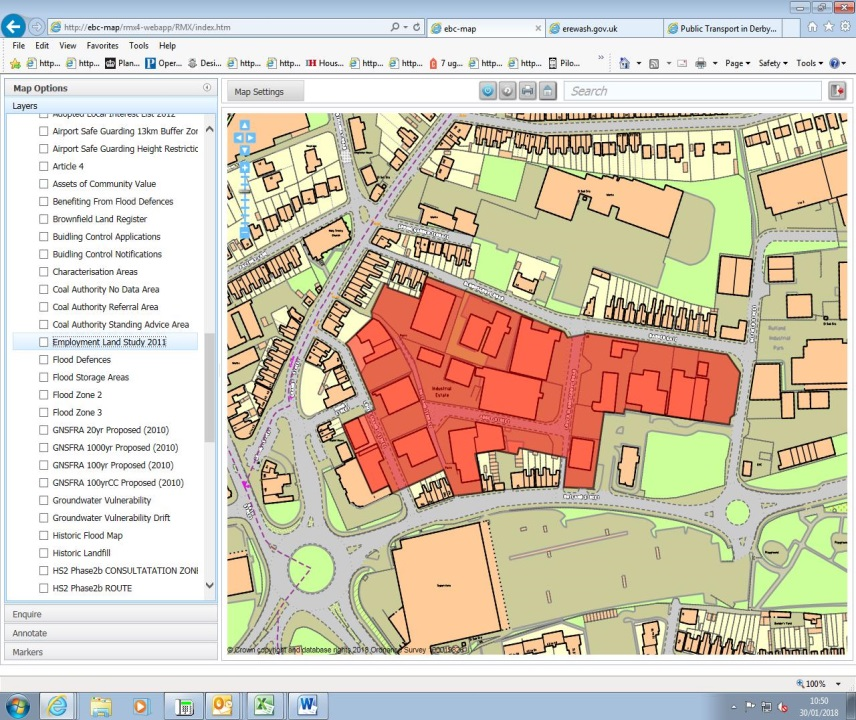 http://ebc-map/rmx4-webapp/RMX/index.htm
ebc-map
erewash.gov.uk
Public Transport in Derby...
File Edit View Favorites Tools Help
http... http... Plan... Oper... Desi... http... http... IH Hous... http... http... 7 ug... http... Pilo... Page Safety Tools
Map Options
Map Settings
Search
Layers
Adopted Local Interest List 2012
Airport Safe Guarding 13km Buffer Zor
Airport Safe Guarding Height Restrictic
Article 4
Assets of Community Value
Benefiting From Flood Defences
Brownfield Land Register
Buidling Control Applications
Buidling Control Notifications
Characterisation Areas
Coal Authority No Data Area
Coal Authority Referral Area
Coal Authority Standing Advice Area
Employment Land Study 2011
Flood Defences
Flood Storage Areas
Flood Zone 2
Flood Zone 3
GNSFRA 20yr Proposed (2010)
GNSFRA 1000yr Proposed (2010)
GNSFRA 100yr Proposed (2010)
GNSFRA 100yrCC Proposed (2010)
Groundwater Vulnerability
Groundwater Vulnerability Drift
Historic Flood Map
Historic Landfill
HS2 Phase2b CONSULTATATION ZONI
HS2 Phase2b ROUTE
Enquire
Annotate
Markers
Rutland
Industrial
Park
Industrial
Estate
© Crown copyright and database rights 2018 Ordnance Survey
100%
10:50
30/01/2018